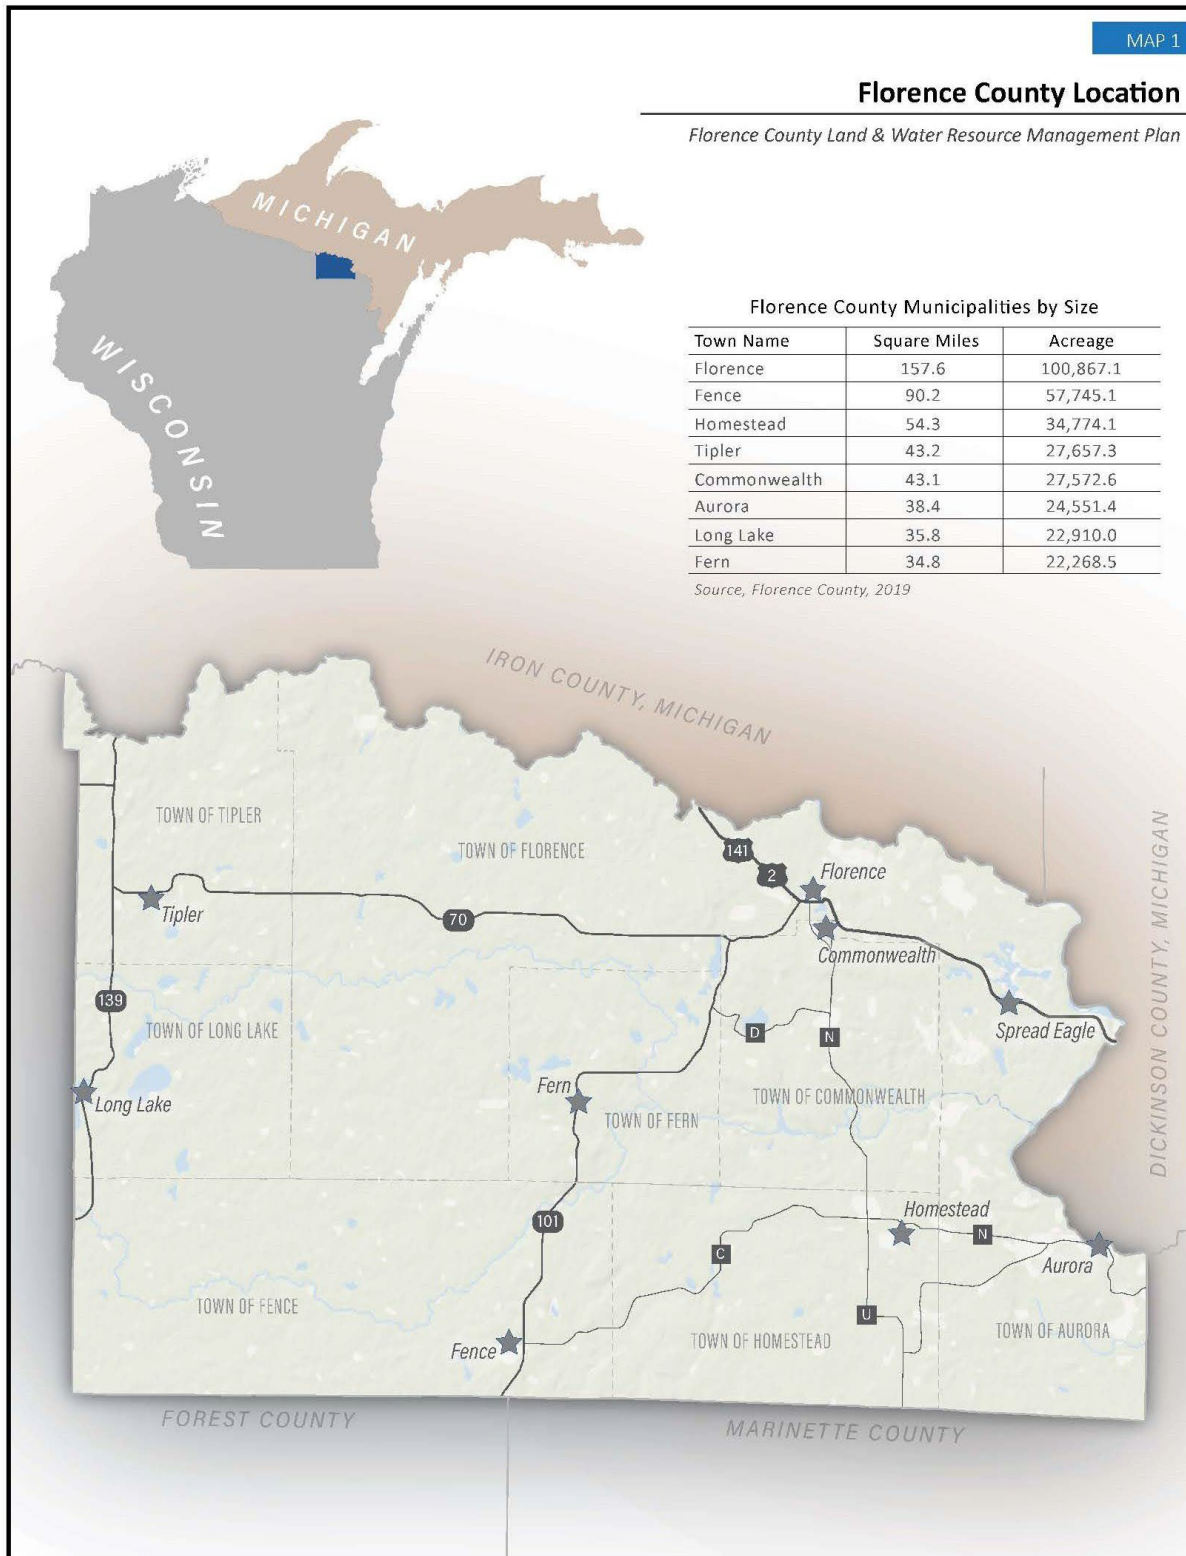 MAP 1
Florence County Location
Florence County Land & Water Resource Management Plan
MICHIGAN
WISCONSIN
Florence County Municipalities by Size
Town Name Square Miles Acreage
Florence 157.6 100,867.1
Fence 90.2 57,745.1
Homestead 54.3 34,774.1
Tipler 43.2 27,657.3
Commonwealth 43.1 27,572.6
Aurora 38.4 24,551.4
Long Lake 35.8 22,910.0
Fern 34.8 22,268.5
Source, Florence County, 2019
IRON COUNTY, MICHIGAN
DICKINSON COUNTY, MICHIGAN
TOWN OF TIPLER
TOWN OF FLORENCE
141
2
Florence
Tipler
70
Commonwealth
139
TOWN OF LONG LAKE
D
N
Spread Eagle
Long Lake
Fern
TOWN OF FERN
TOWN OF COMMONWEALTH
101
Homestead
C
N
Aurora
TOWN OF FENCE
U
Fence
TOWN OF HOMESTEAD
TOWN OF AURORA
FOREST COUNTY
MARINETTE COUNTY